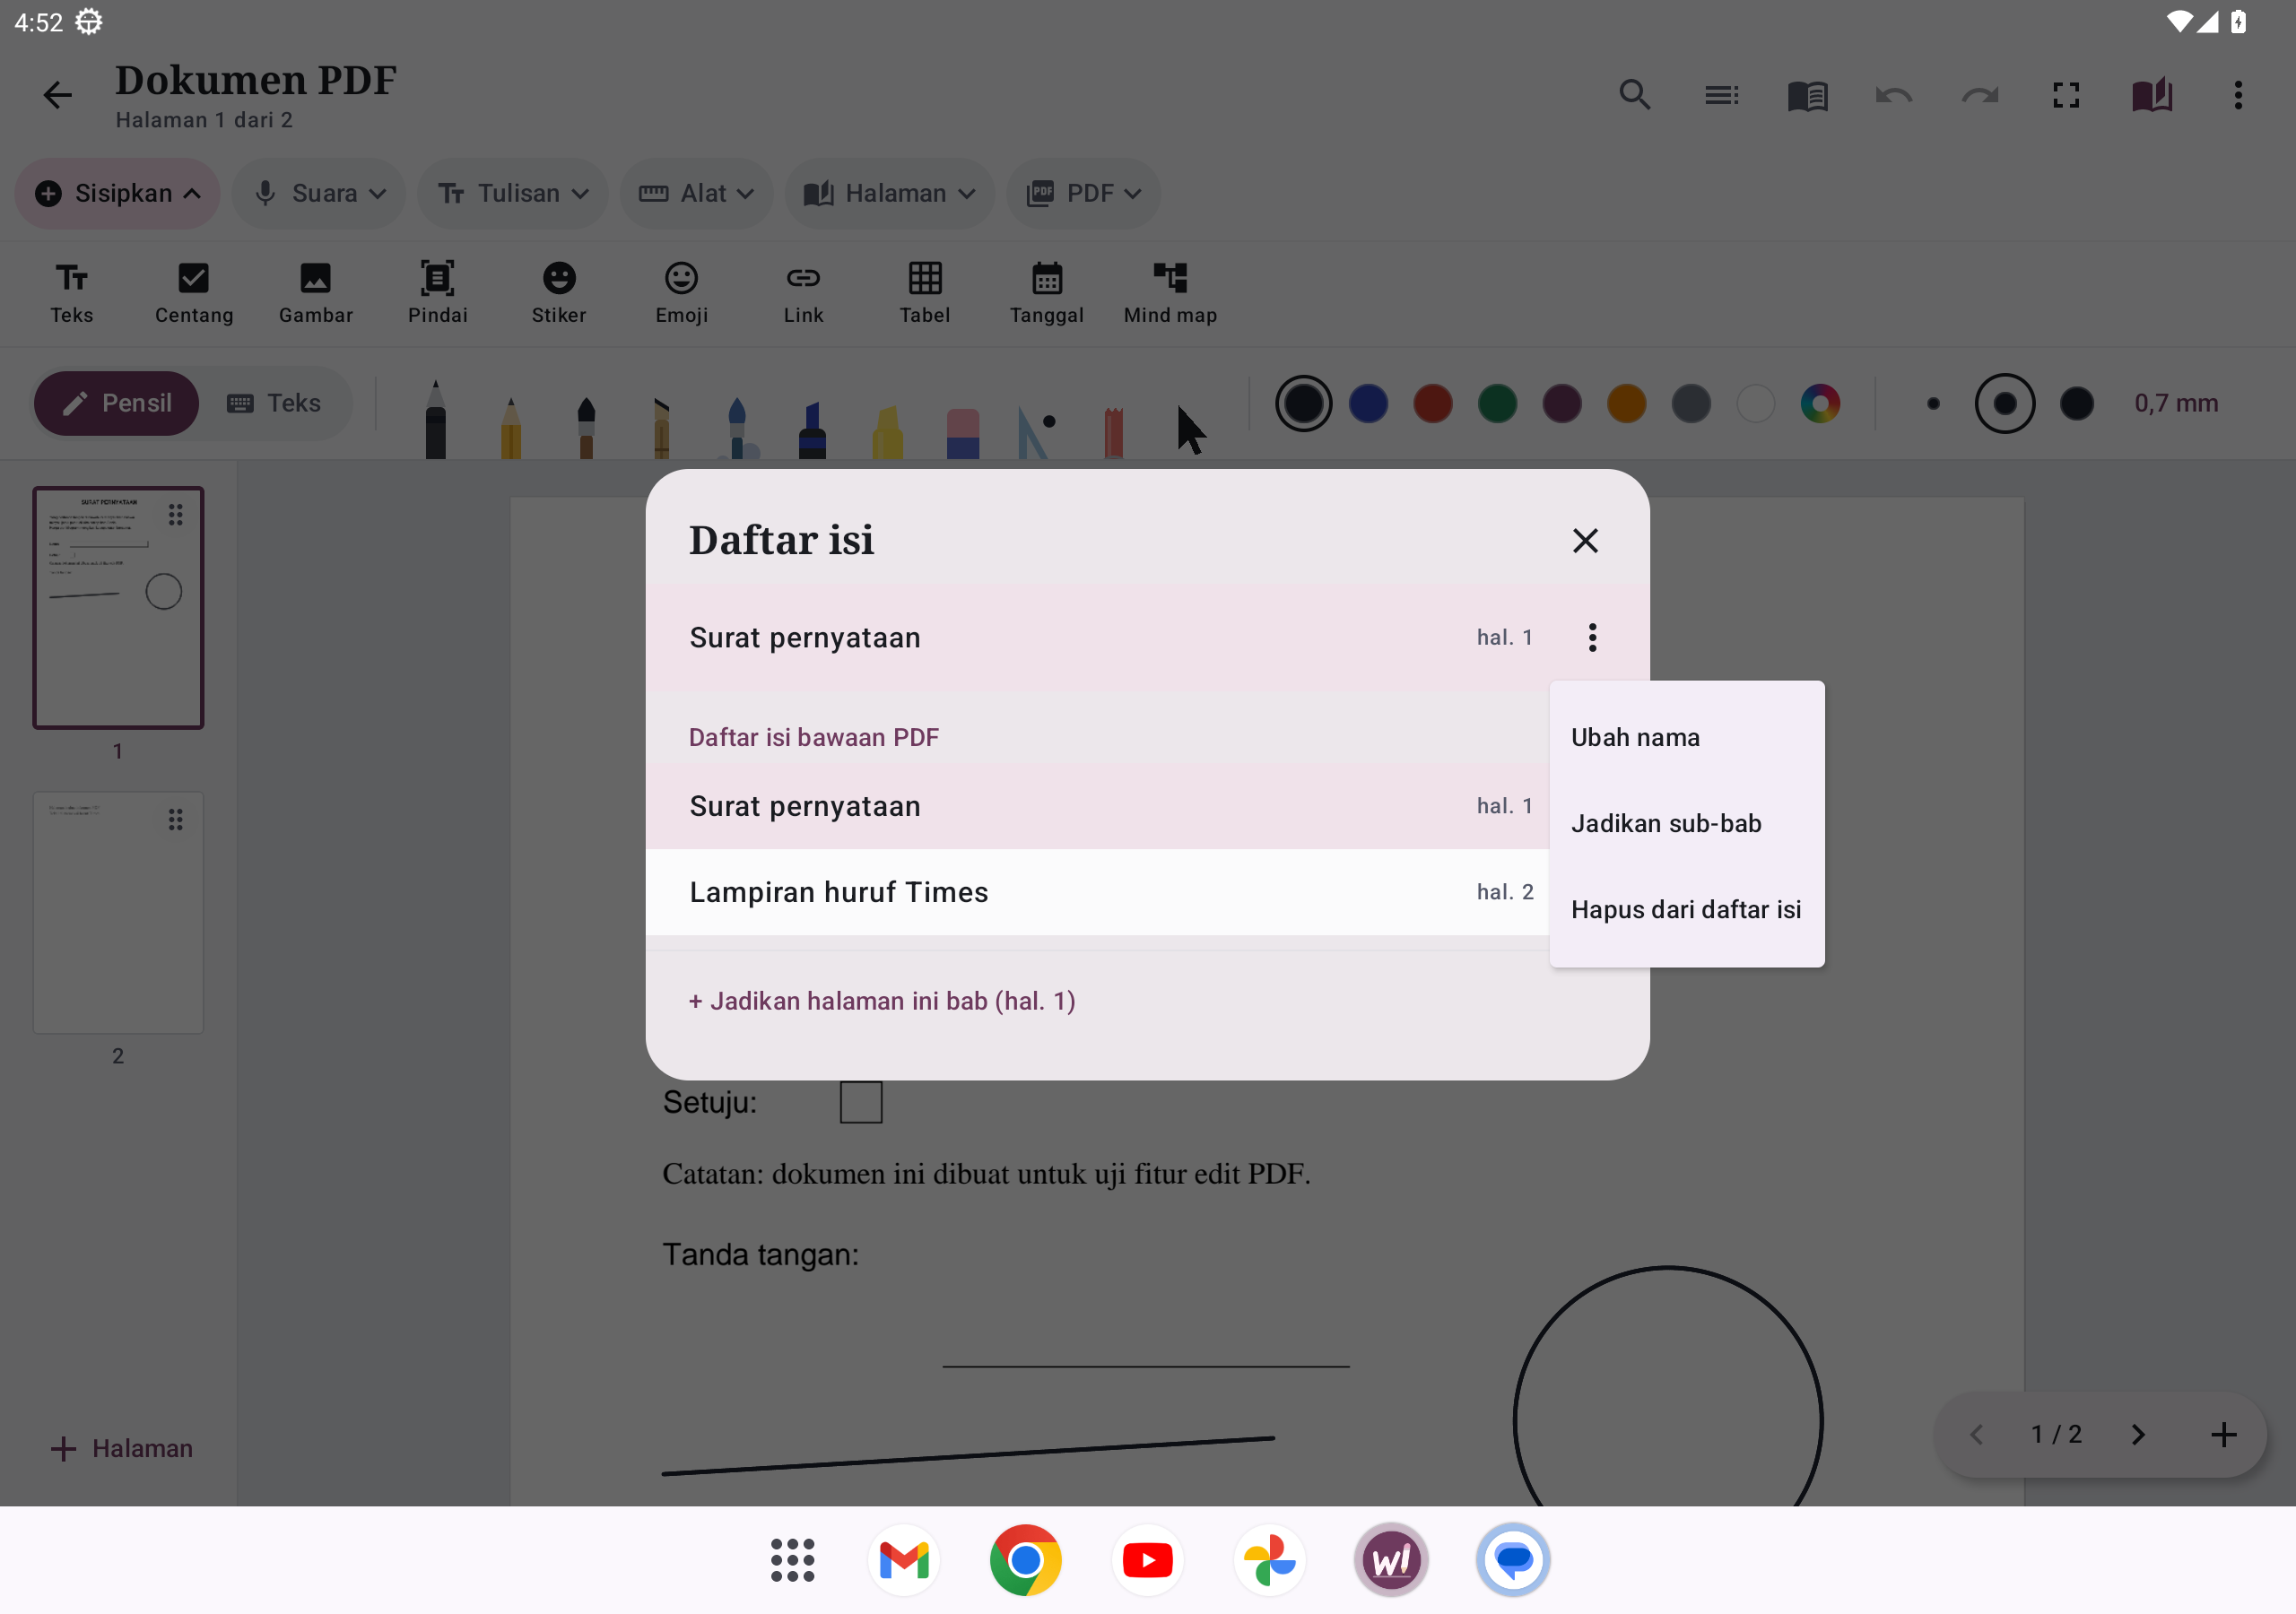 4:52
Dokumen PDF
Halaman 1 dari 2
Sisipkan
Suara
Tulisan
Alat
Halaman
PDF
PDF
Teks
Centang
Gambar
Pindai
Stiker
Emoji
Link
Tabel
Tanggal
Mind map
Pensil
Teks
0,7 mm
SURAT PERNYATAAN
1
2
+ Halaman
Daftar isi
Surat pernyataan
hal. 1
Daftar isi bawaan PDF
Surat pernyataan
hal. 1
Lampiran huruf Times
hal. 2
+ Jadikan halaman ini bab (hal. 1)
Ubah nama
Jadikan sub-bab
Hapus dari daftar isi
Setuju:
Catatan: dokumen ini dibuat untuk uji fitur edit PDF.
Tanda tangan:
1 / 2